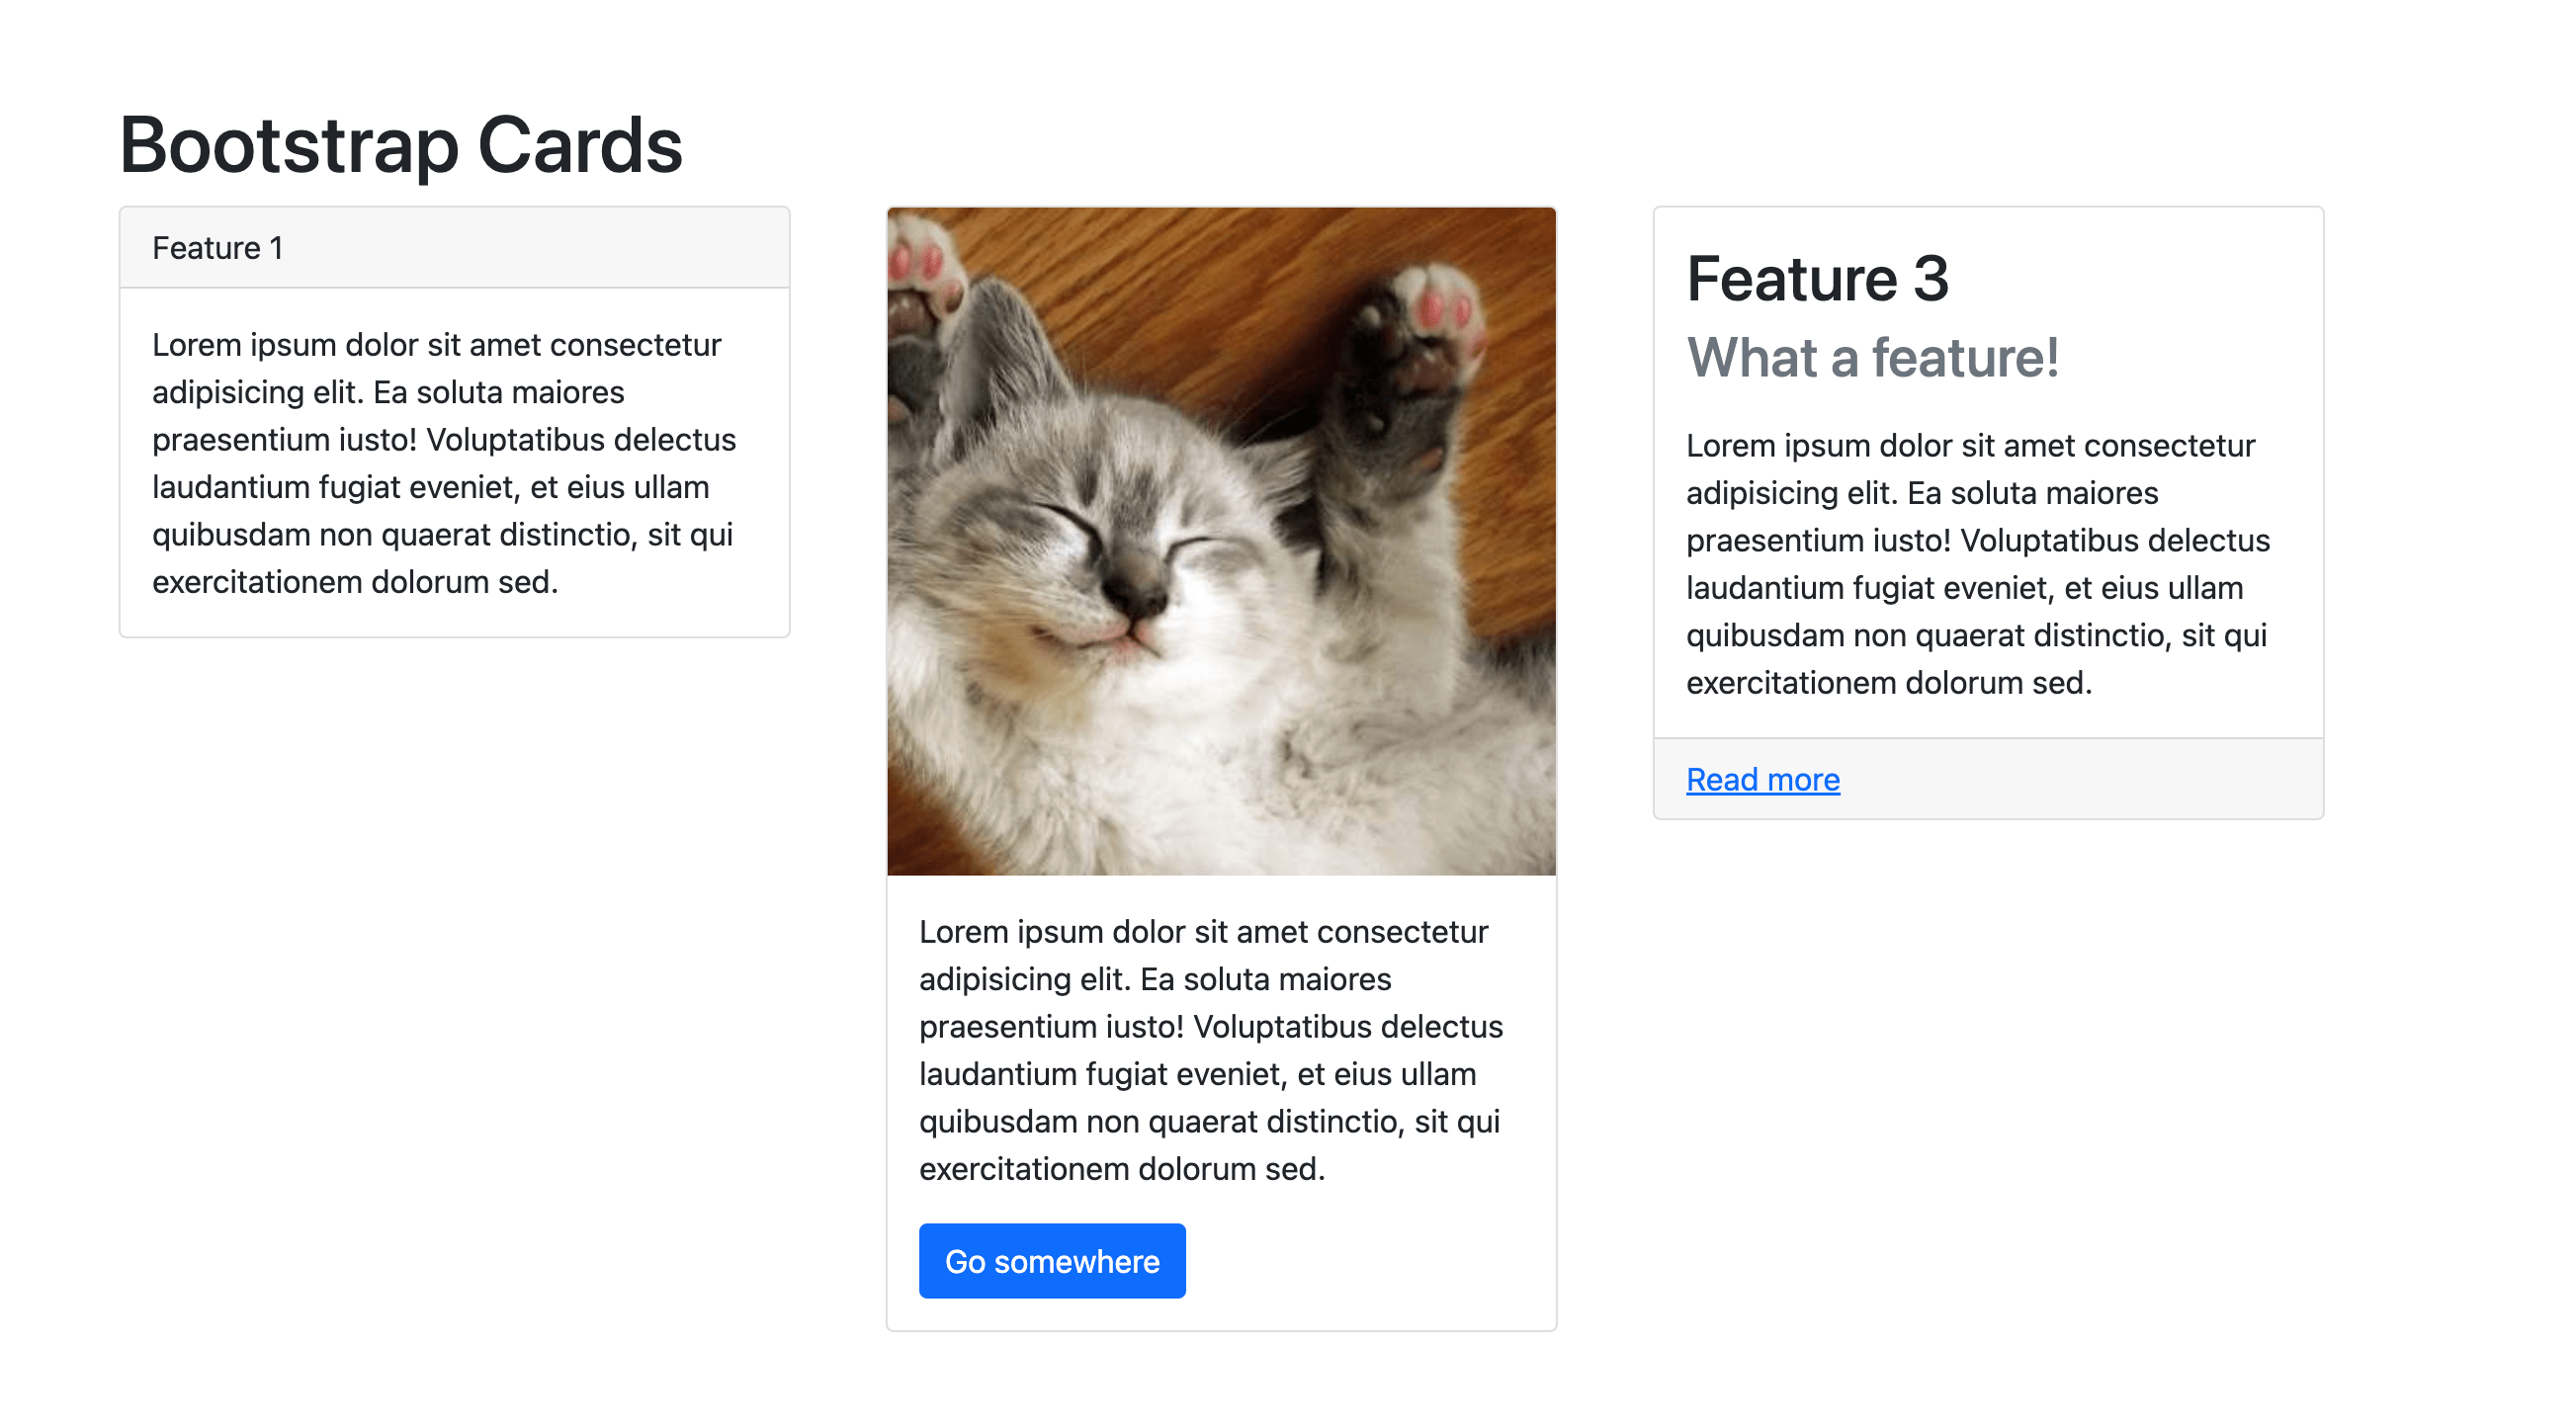 Bootstrap Cards
Feature 1
Lorem ipsum dolor sit amet consectetur
adipisicing elit. Ea soluta maiores
praesentium iusto! Voluptatibus delectus
laudantium fugiat eveniet, et eius ullam
quibusdam non quaerat distinctio, sit qui
exercitationem dolorum sed.
Lorem ipsum dolor sit amet consectetur
adipisicing elit. Ea soluta maiores
praesentium iusto! Voluptatibus delectus
laudantium fugiat eveniet, et eius ullam
quibusdam non quaerat distinctio, sit qui
exercitationem dolorum sed.
Go somewhere
Feature 3
What a feature!
Lorem ipsum dolor sit amet consectetur
adipisicing elit. Ea soluta maiores
praesentium iusto! Voluptatibus delectus
laudantium fugiat eveniet, et eius ullam
quibusdam non quaerat distinctio, sit qui
exercitationem dolorum sed.
Read more